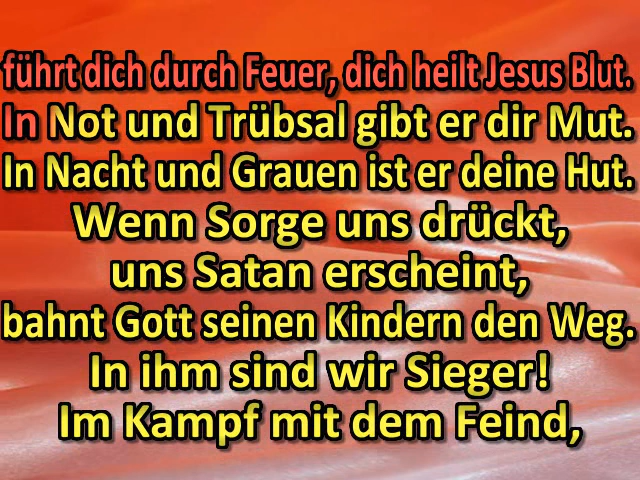 führt dich durch Feuer, dich heilt Jesus Blut.
In Not und Trübsal gibt er dir Mut.
In Nacht und Grauen ist er deine Hut.
Wenn Sorge uns drückt,
uns Satan erscheint,
bahnt Gott seinen Kindern den Weg.
In ihm sind wir Sieger!
Im Kampf mit dem Feind,